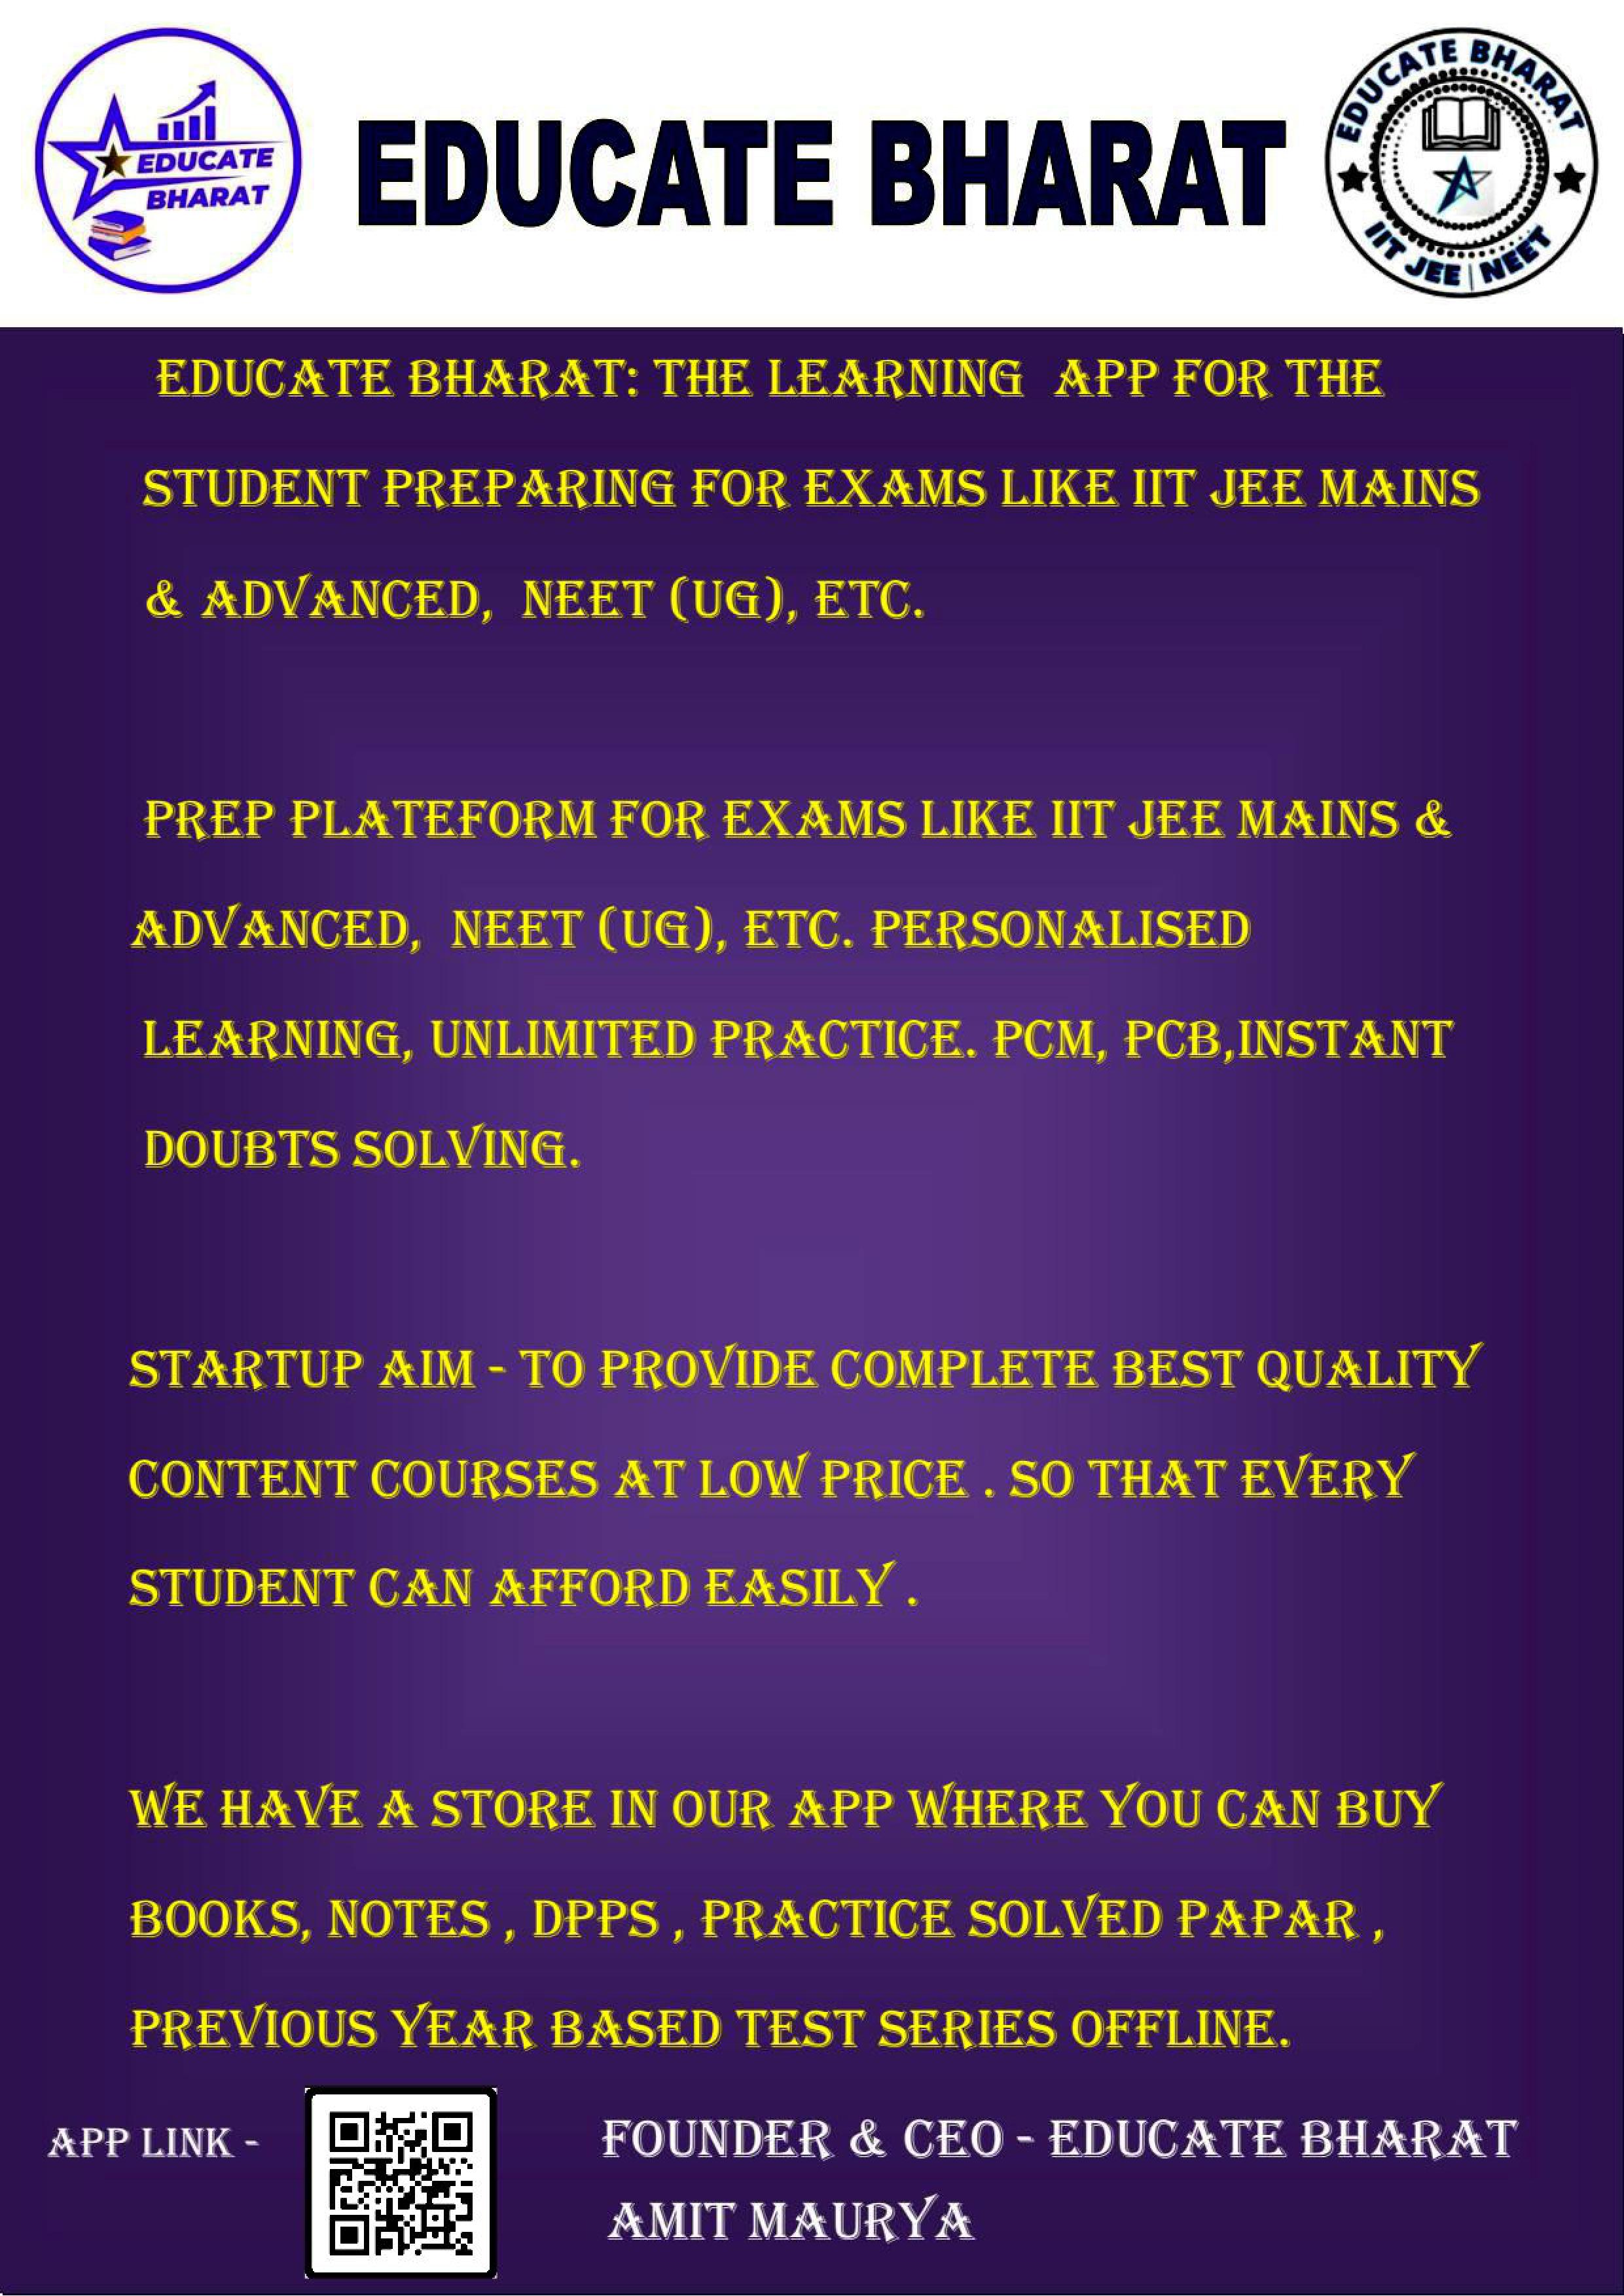 EDUCATE
BHARAT
EDUCATE BHARAT
EDUCATE BHARAT
IIT JEE | NEET
EDUCATE BHARAT: THE LEARNING APP FOR THE
STUDENT PREPARING FOR EXAMS LIKE IIT JEE MAINS
& ADVANCED, NEET (UG), ETC.
PREP PLATEFORM FOR EXAMS LIKE IIT JEE MAINS &
ADVANCED, NEET (UG), ETC. PERSONALISED
LEARNING, UNLIMITED PRACTICE. PCM, PCB,INSTANT
DOUBTS SOLVING.
STARTUP AIM - TO PROVIDE COMPLETE BEST QUALITY
CONTENT COURSES AT LOW PRICE . SO THAT EVERY
STUDENT CAN AFFORD EASILY .
WE HAVE A STORE IN OUR APP WHERE YOU CAN BUY
BOOKS, NOTES , DPPS , PRACTICE SOLVED PAPAR ,
PREVIOUS YEAR BASED TEST SERIES OFFLINE.
APP LINK -
FOUNDER & CEO - EDUCATE BHARAT
AMIT MAURYA